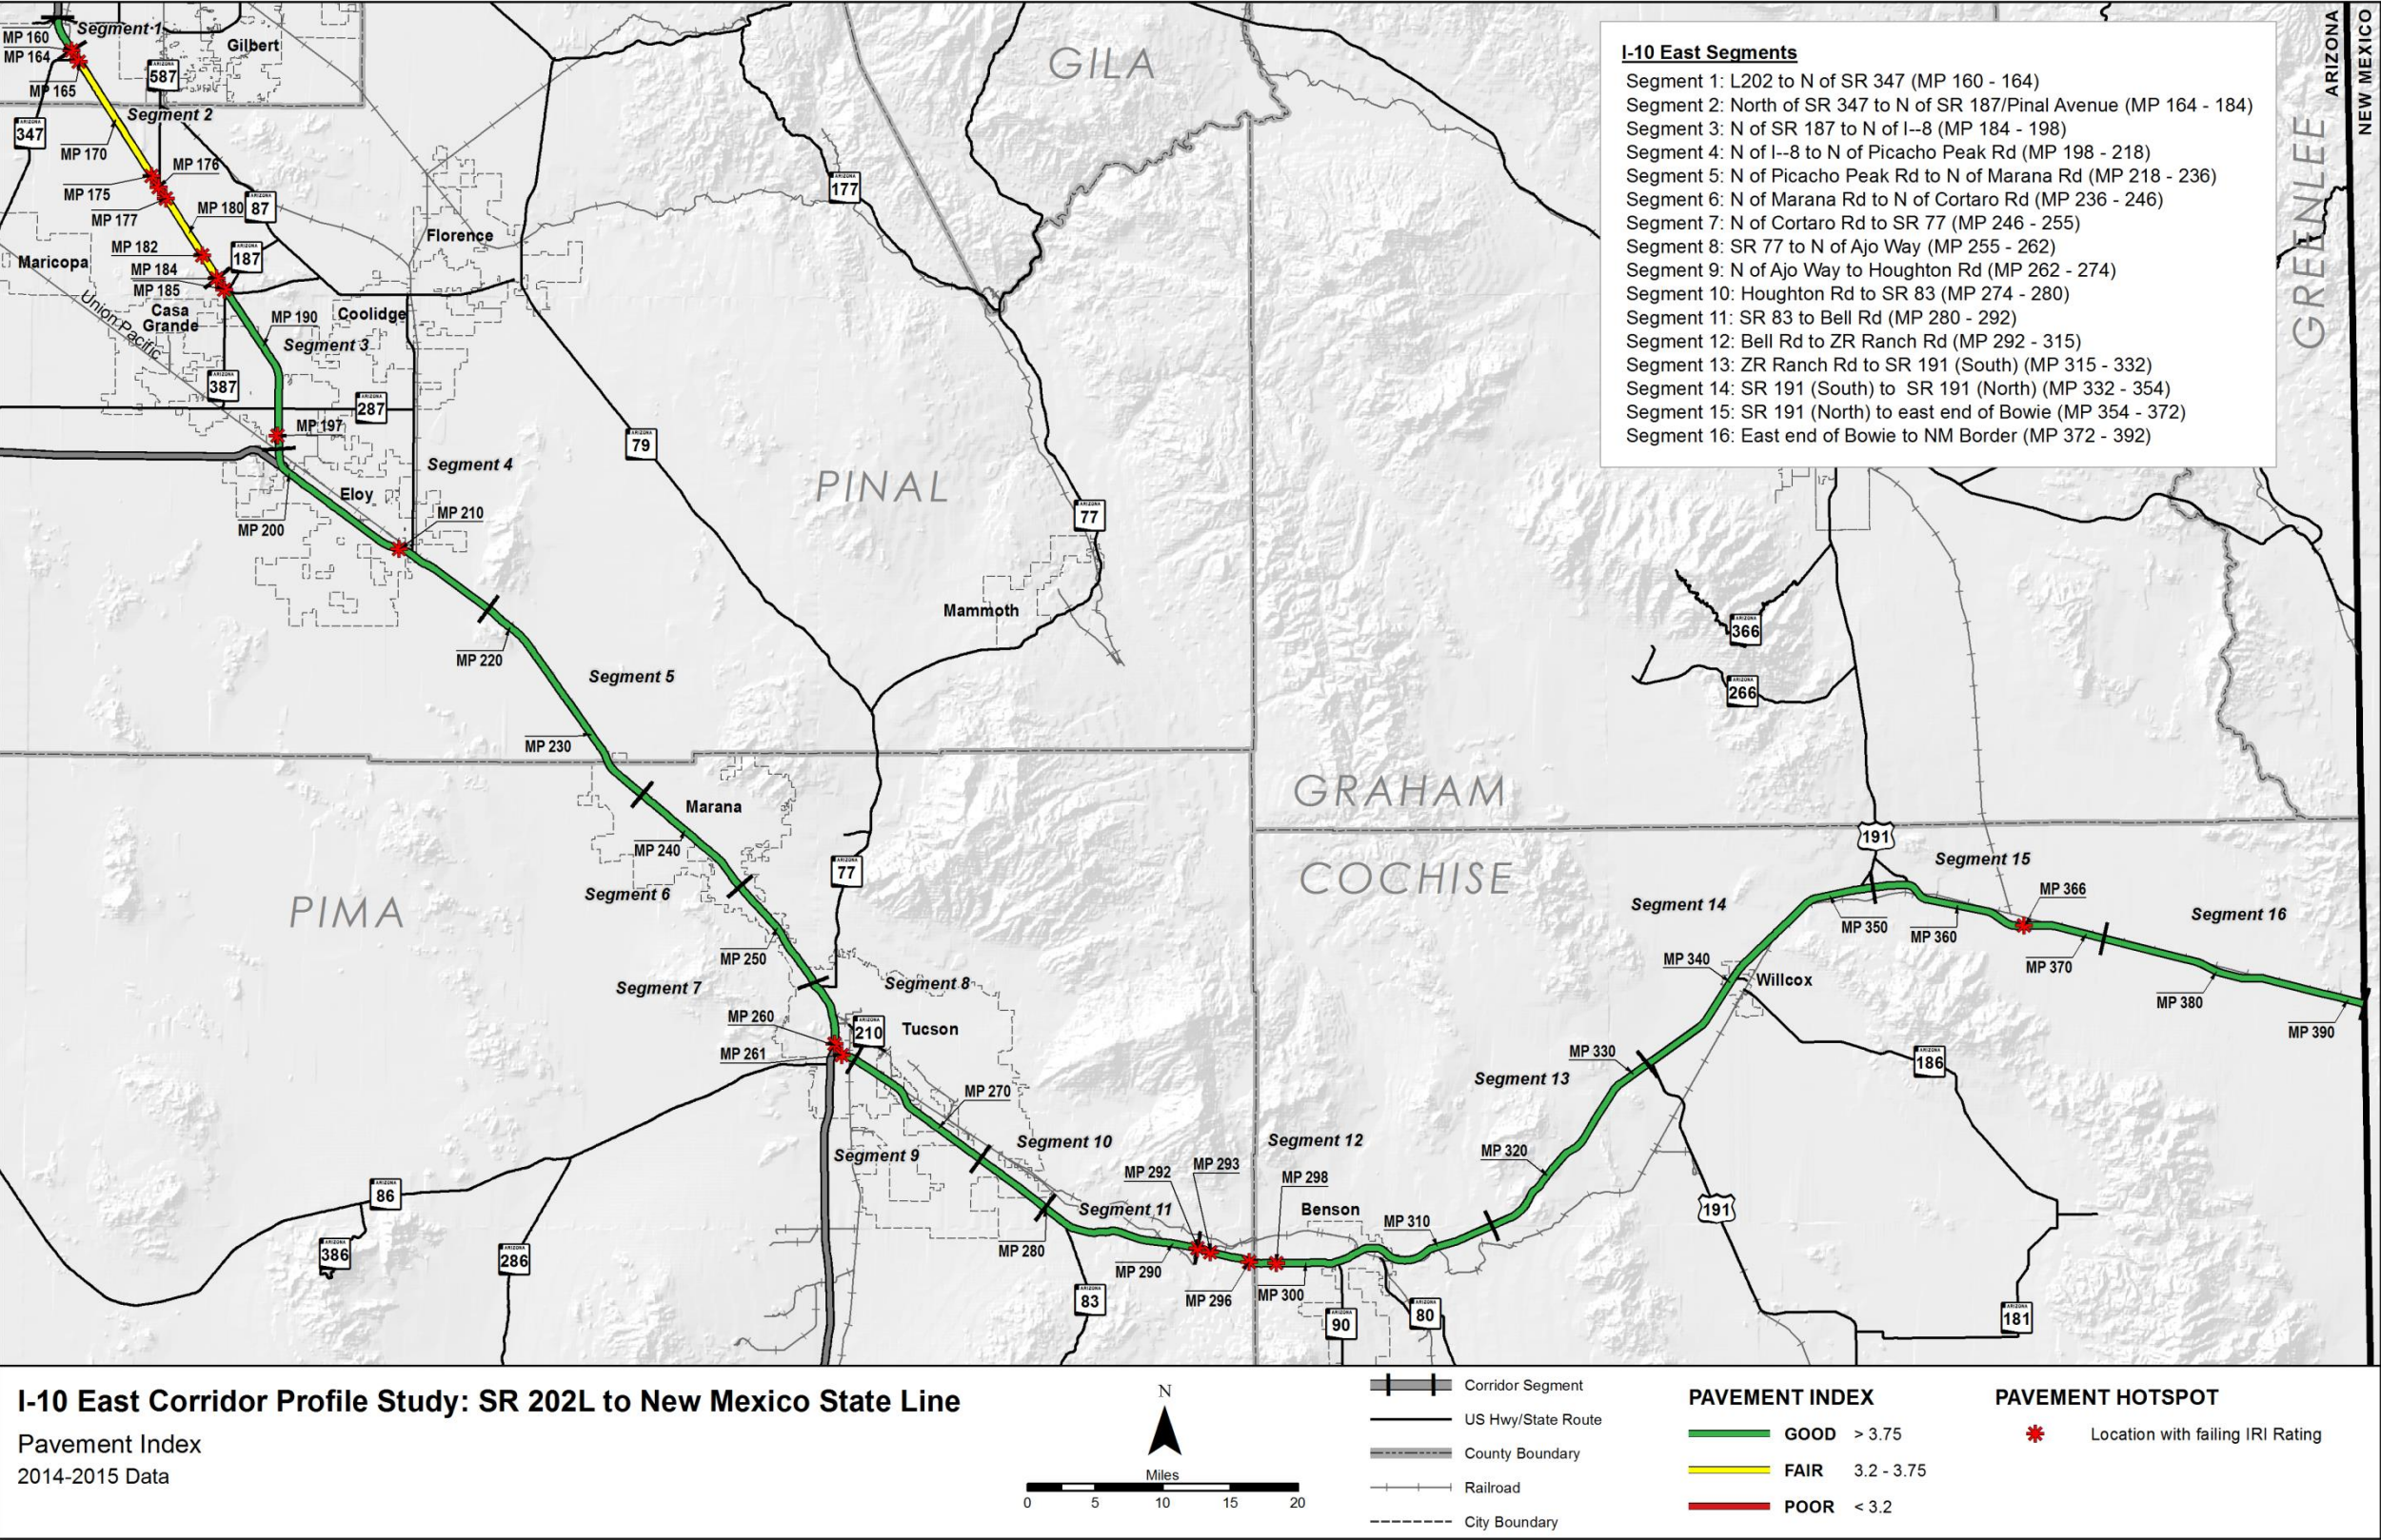 MP 160
Segment 1
Gilbert
MP 164
MP 165
ARIZONA
587
ARIZONA
347
Segment 2
MP 170
MP 176
MP 175
MP 177
MP 180
ARIZONA
87
MP 182
ARIZONA
187
Florence
Maricopa
MP 184
MP 185
Union Pacific
Casa
Grande
MP 190
Coolidge
Segment 3
ARIZONA
387
ARIZONA
287
MP 197
Segment 4
Eloy
MP 200
MP 210
ARIZONA
79
PINAL
GILA
ARIZONA
177
ARIZONA
77
Mammoth
MP 220
Segment 5
MP 230
Marana
MP 240
Segment 6
ARIZONA
77
PIMA
MP 250
Segment 7
Segment 8
MP 260
ARIZONA
210
Tucson
MP 261
MP 270
Segment 9
Segment 10
ARIZONA
86
ARIZONA
386
ARIZONA
286
MP 280
Segment 11
ARIZONA
83
MP 290
MP 292
MP 293
MP 296
MP 298
MP 300
Segment 12
Benson
MP 310
ARIZONA
90
ARIZONA
80
MP 320
Segment 13
MP 330
MP 340
Willcox
Segment 14
GRAHAM
COCHISE
ARIZONA
366
ARIZONA
266
191
MP 350
Segment 15
MP 360
MP 366
MP 370
Segment 16
MP 380
MP 390
ARIZONA
186
191
ARIZONA
181
GREENLEE
ARIZONA
NEW MEXICO
I-10 East Segments
Segment 1: L202 to N of SR 347 (MP 160 - 164)
Segment 2: North of SR 347 to N of SR 187/Pinal Avenue (MP 164 - 184)
Segment 3: N of SR 187 to N of I--8 (MP 184 - 198)
Segment 4: N of I--8 to N of Picacho Peak Rd (MP 198 - 218)
Segment 5: N of Picacho Peak Rd to N of Marana Rd (MP 218 - 236)
Segment 6: N of Marana Rd to N of Cortaro Rd (MP 236 - 246)
Segment 7: N of Cortaro Rd to SR 77 (MP 246 - 255)
Segment 8: SR 77 to N of Ajo Way (MP 255 - 262)
Segment 9: N of Ajo Way to Houghton Rd (MP 262 - 274)
Segment 10: Houghton Rd to SR 83 (MP 274 - 280)
Segment 11: SR 83 to Bell Rd (MP 280 - 292)
Segment 12: Bell Rd to ZR Ranch Rd (MP 292 - 315)
Segment 13: ZR Ranch Rd to SR 191 (South) (MP 315 - 332)
Segment 14: SR 191 (South) to SR 191 (North) (MP 332 - 354)
Segment 15: SR 191 (North) to east end of Bowie (MP 354 - 372)
Segment 16: East end of Bowie to NM Border (MP 372 - 392)
I-10 East Corridor Profile Study: SR 202L to New Mexico State Line
Pavement Index
2014-2015 Data
N
Miles
0 5 10 15 20
Corridor Segment
US Hwy/State Route
County Boundary
Railroad
City Boundary
PAVEMENT INDEX
GOOD > 3.75
FAIR 3.2 - 3.75
POOR < 3.2
PAVEMENT HOTSPOT
Location with failing IRI Rating